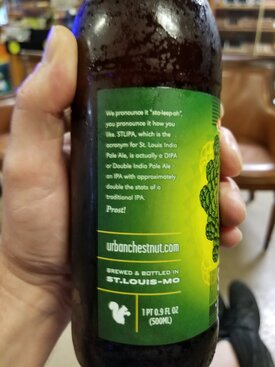 We pronounce it "sta-leep-ah",
you pronounce it how you
like. STLIPA, which is the
acronym for St. Louis India
Pale Ale, is actually a DIPA
or Double India Pale Ale
an IPA with approximately
double the stats of a
traditional IPA.
Prost!
urbanchestnut.com
BREWED & BOTTLED IN
ST.LOUIS-MO
1 PT 0.9 FL OZ
(500ML)